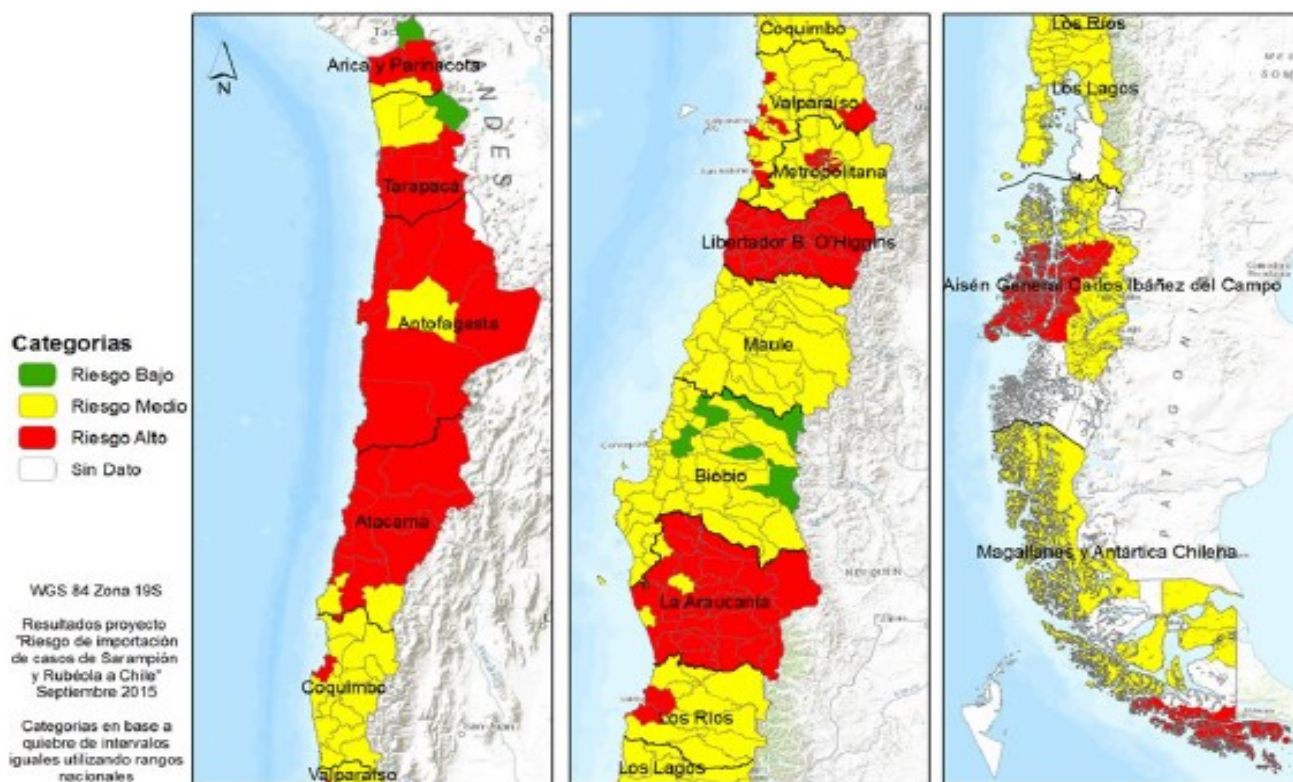 Categorías
Riesgo Bajo
Riesgo Medio
Riesgo Alto
Sin Dato
WGS 84 Zona 19S
Resultados proyecto
"Riesgo de importación
de casos de Sarampión
y Rubéola a Chile"
Septiembre 2015
Categorías en base a
quiebre de intervalos
iguales utilizando rangos
nacionales
N
Arica y Parinacota
N D E S
Tarapacá
Antofagasta
Atacama
Coquimbo
Valparaíso
Coquimbo
Valparaíso
Metropolitana
Libertador B. O'Higgins
Maule
Biobío
La Araucanía
Los Ríos
Los Lagos
Los Ríos
Los Lagos
Aisén General Carlos Ibáñez del Campo
Magallanes y Antártica Chilena